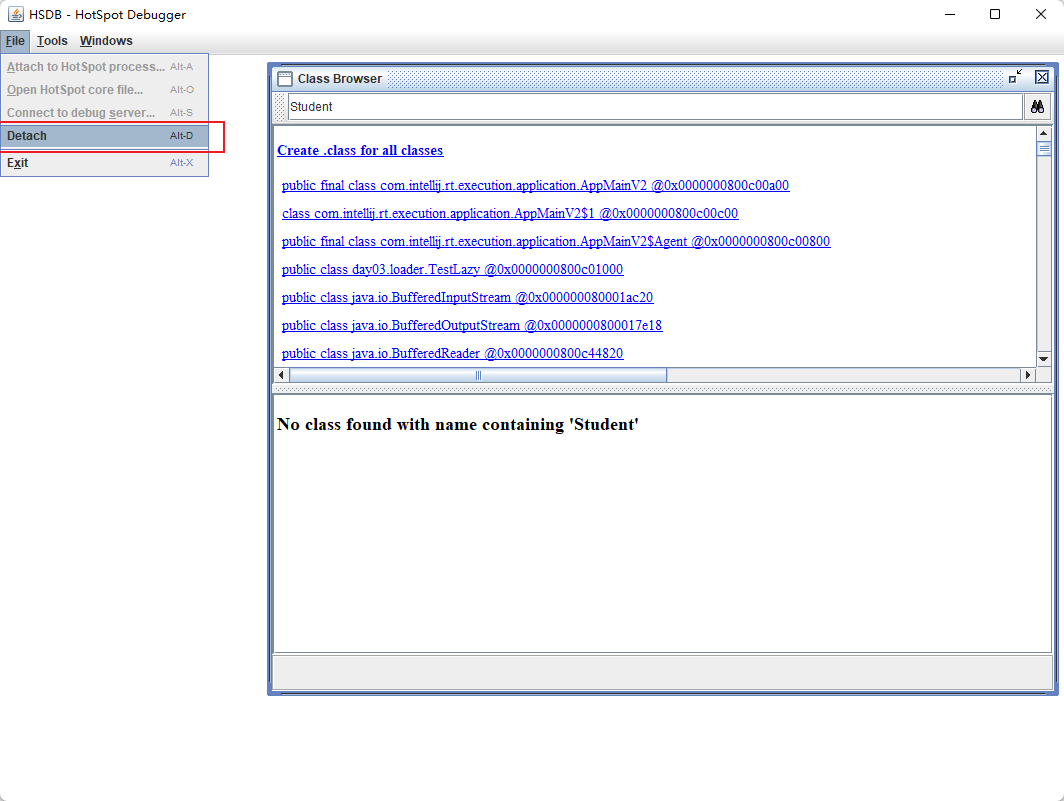 HSDB - HotSpot Debugger
File Tools Windows
Attach to HotSpot process... Alt-A
Open HotSpot core file... Alt-O
Connect to debug server... Alt-S
Detach Alt-D
Exit Alt-X
Class Browser
Student
Create .class for all classes
public final class com.intellij.rt.execution.application.AppMainV2 @0x0000000800c00a00
class com.intellij.rt.execution.application.AppMainV2$1 @0x0000000800c00c00
public final class com.intellij.rt.execution.application.AppMainV2$Agent @0x0000000800c00800
public class day03.loader.TestLazy @0x0000000800c01000
public class java.io.BufferedInputStream @0x000000080001ac20
public class java.io.BufferedOutputStream @0x0000000800017e18
public class java.io.BufferedReader @0x0000000800c44820
No class found with name containing 'Student'